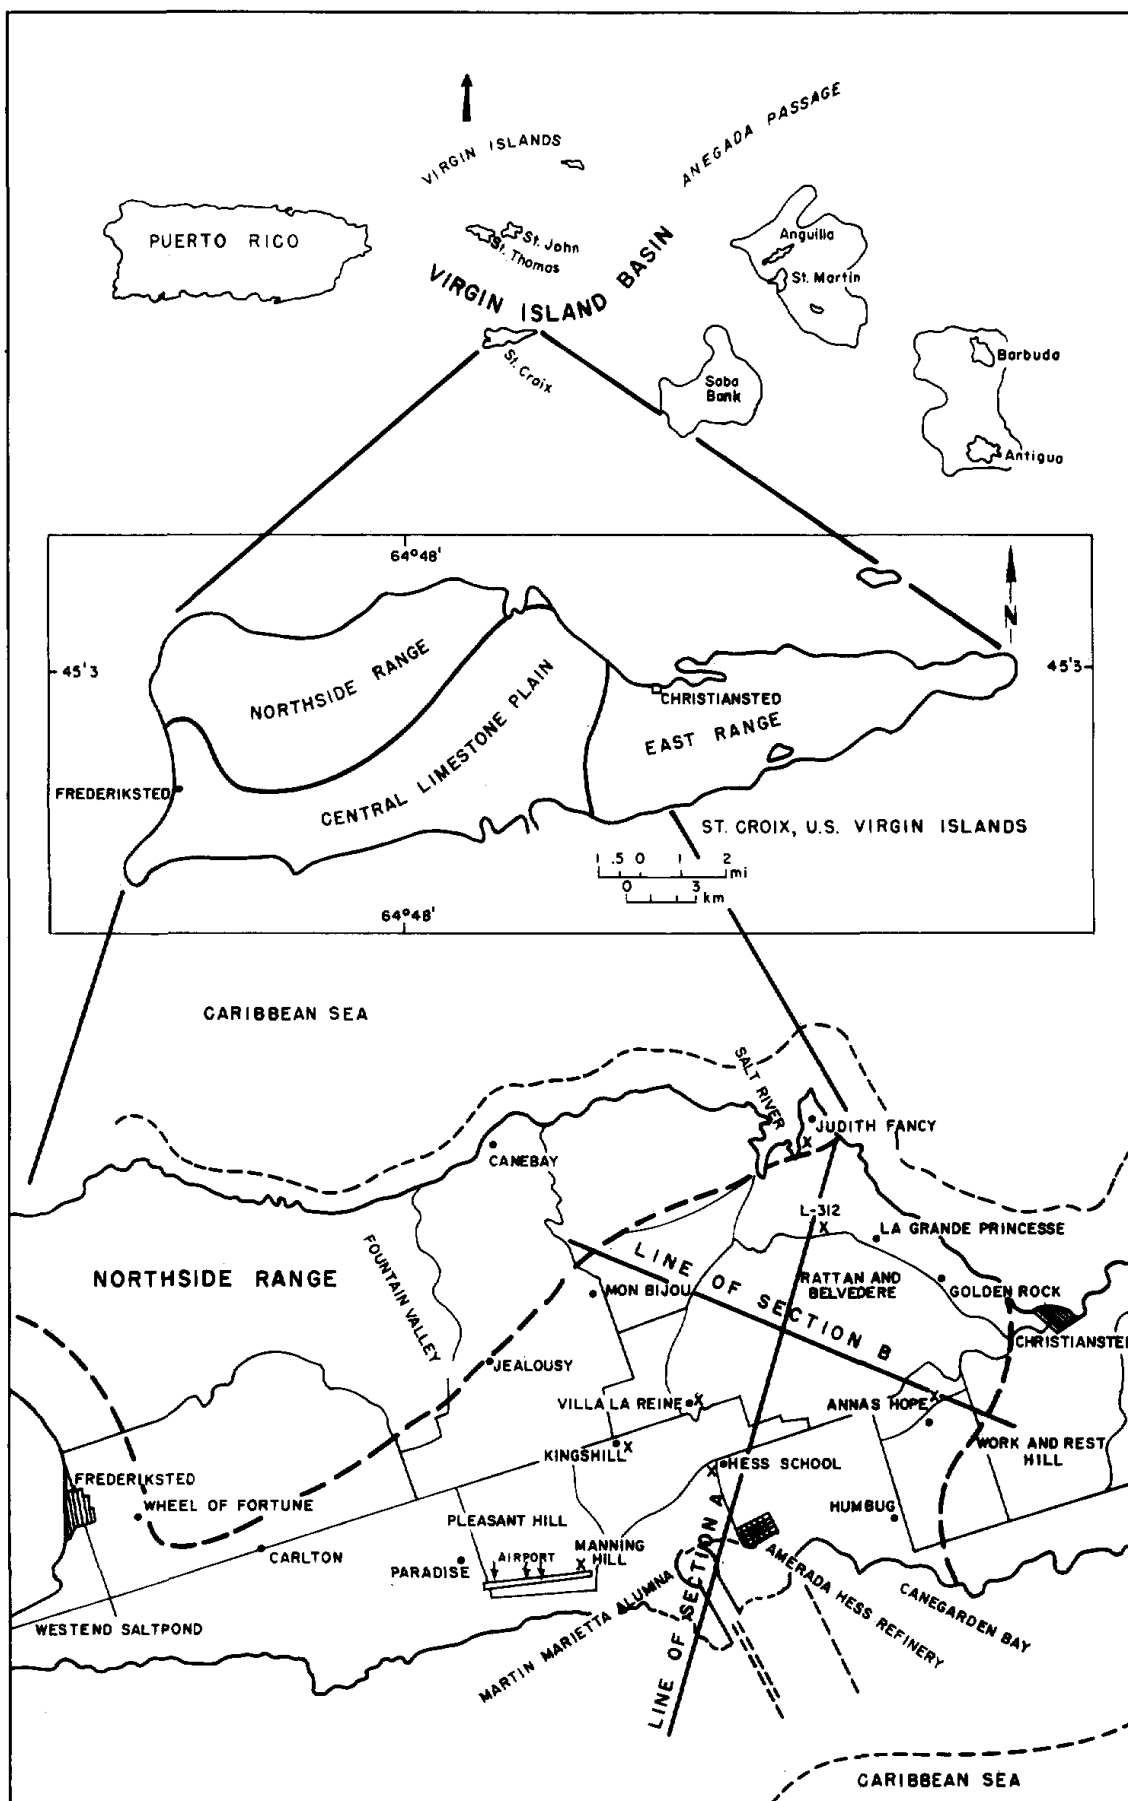 ANEGADA PASSAGE
VIRGIN ISLANDS
PUERTO RICO
St. John
St. Thomas
Anguilla
St. Martin
VIRGIN ISLAND BASIN
St. Croix
Saba
Bank
Barbuda
Antigua
64°48'
N
45'3
45'3
NORTHSIDE RANGE
CHRISTIANSTED
CENTRAL LIMESTONE PLAIN
EAST RANGE
FREDERIKSTED
ST. CROIX, U.S. VIRGIN ISLANDS
1 .5 0 1 2
mi
0 3
km
64°48'
CARIBBEAN SEA
SALT RIVER
JUDITH FANCY
CANEBAY
L-312
LA GRANDE PRINCESSE
FOUNTAIN VALLEY
LINE OF SECTION B
NORTHSIDE RANGE
RATTAN AND
BELVEDERE
GOLDEN ROCK
MON BIJOU
CHRISTIANSTED
JEALOUSY
VILLA LA REINE
X
ANNAS HOPE
X
KINGSHILL
X
WORK AND REST
HILL
HESS SCHOOL
X
FREDERIKSTED
WHEEL OF FORTUNE
HUMBUG
PLEASANT HILL
CARLTON
PARADISE
AIRPORT
MANNING
X HILL
MARTIN MARIETTA ALUMINA
LINE OF SECTION A
AMERADA HESS REFINERY
CANEGARDEN BAY
WESTEND SALTPOND
CARIBBEAN SEA